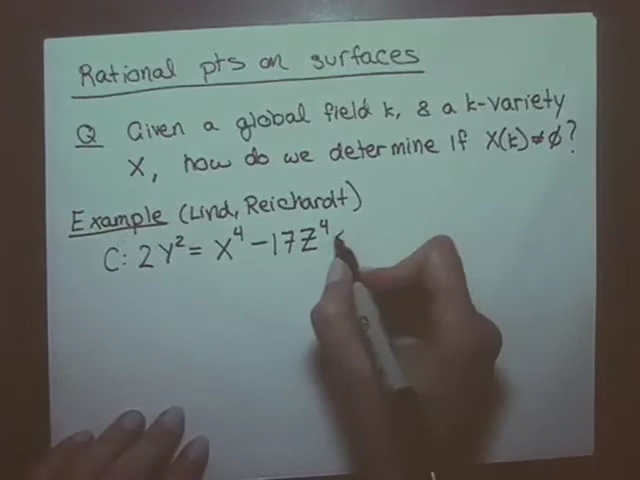 Rational pts on surfaces
Q Given a global field k, & a k-variety
X, how do we determine if X(k) ≠ ∅?
Example (Lind, Reichardt)
C: 2Y² = X⁴ - 17Z⁴